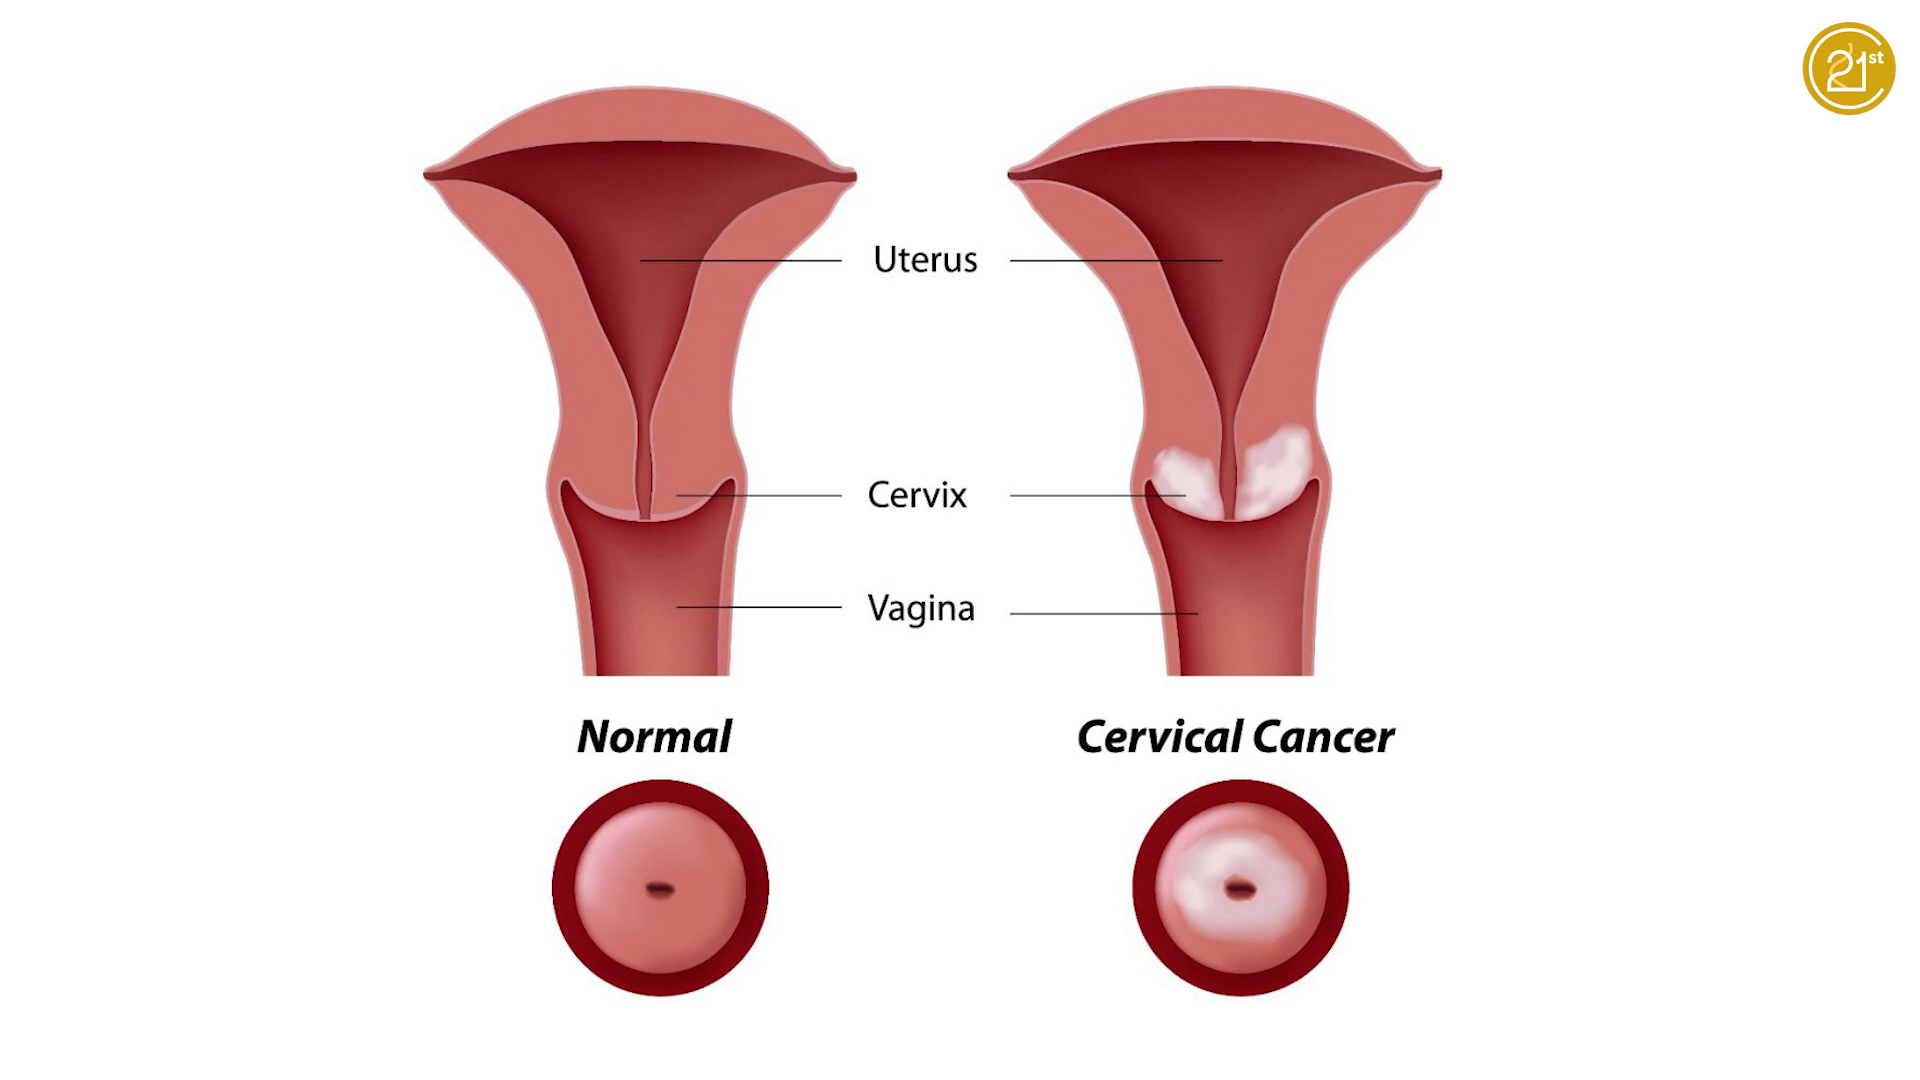 21st
Uterus
Cervix
Vagina
Normal
Cervical Cancer